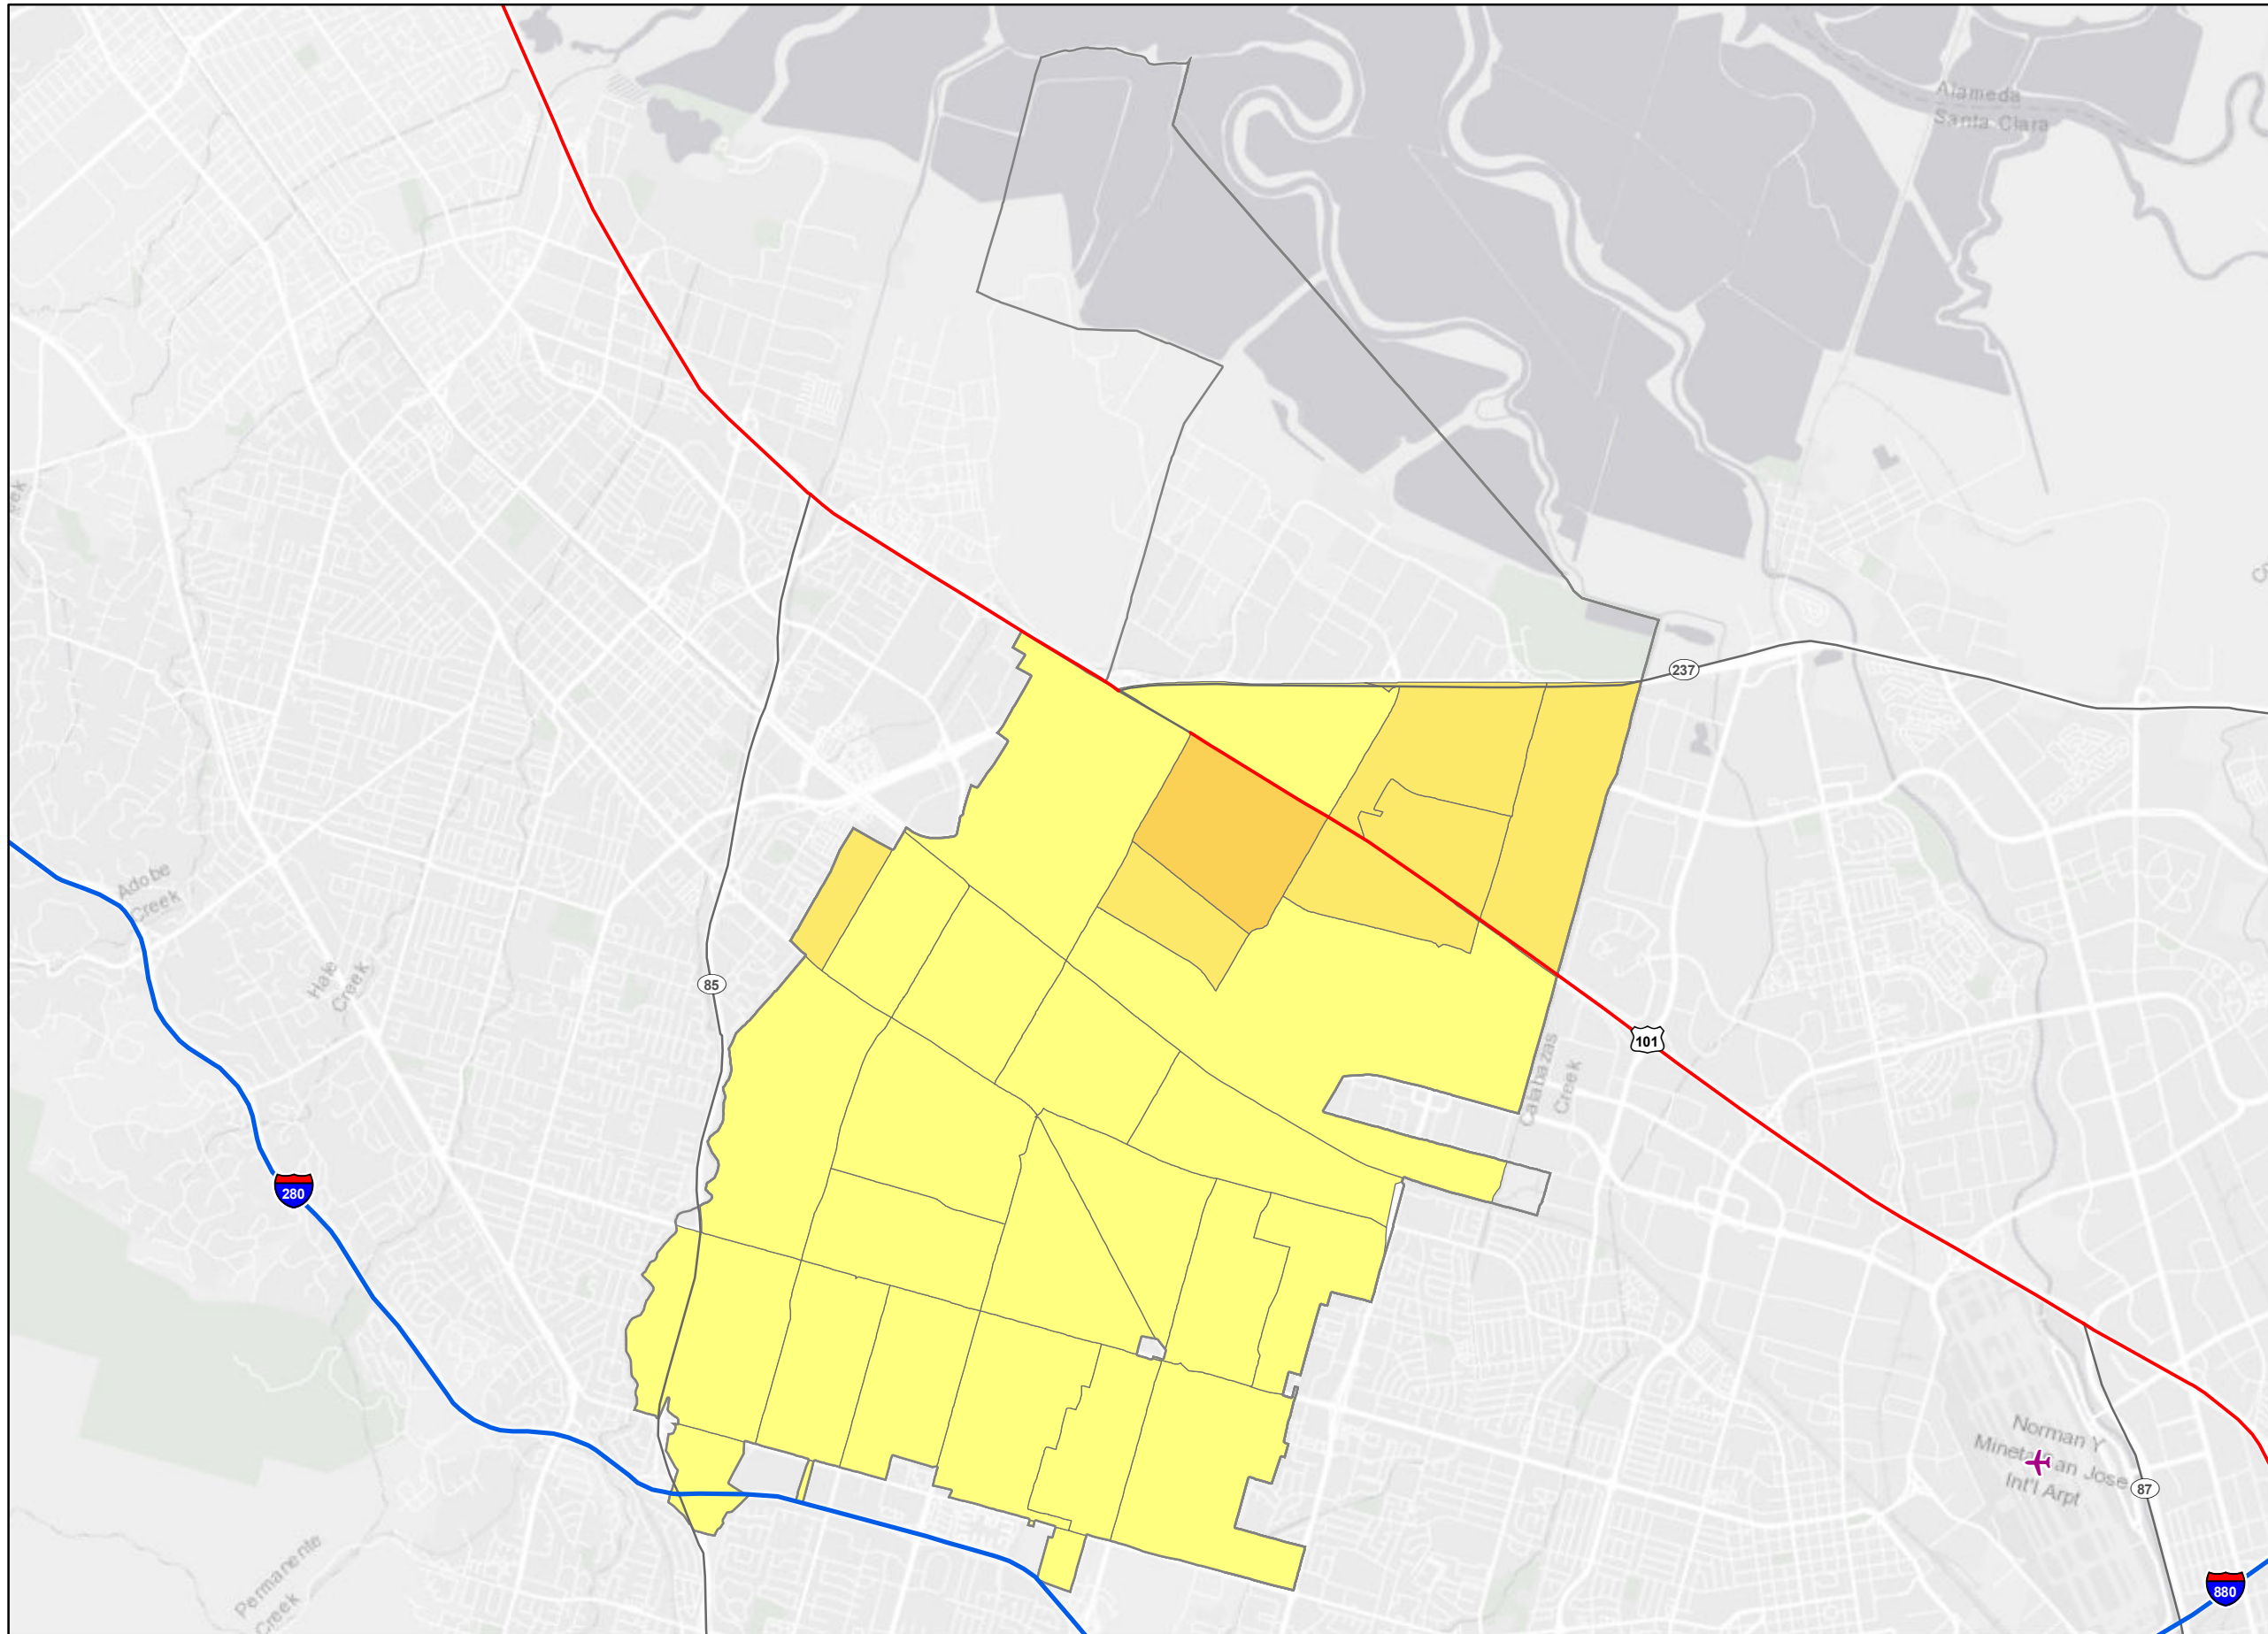 Alameda
Santa Clara
237
Adobe
Creek
Hale
Creek
85
101
Calabazas
Creek
280
Norman Y
Mineta San Jose
Int'l Arpt
87
Permanente
Creek
880